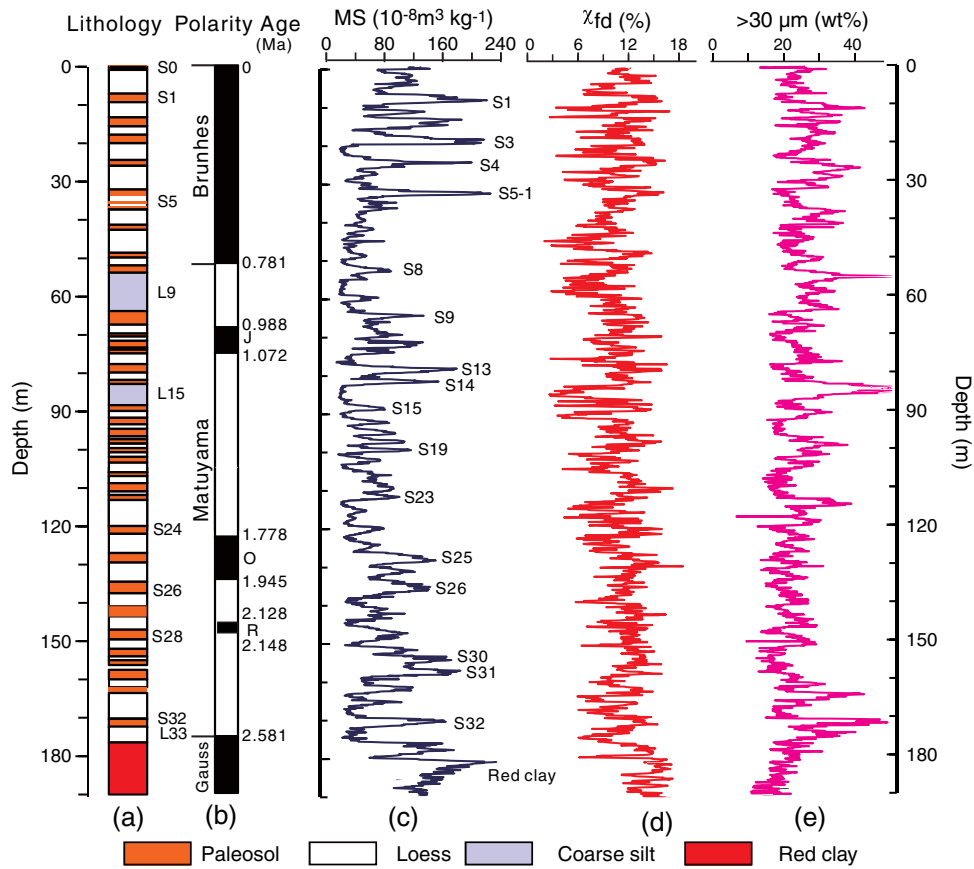 Lithology Polarity Age (Ma)
MS (10-8m3 kg-1)
χfd (%)
>30 µm (wt%)
0 80 160 240
0 6 12 18
0 20 40
Depth (m)
0
30
60
90
120
150
180
S0
S1
S5
L9
L15
S24
S26
S28
S32
L33
Brunhes
Matuyama
Gauss
J
O
R
0
0.781
0.988
1.072
1.778
1.945
2.128
2.148
2.581
S1
S3
S4
S5-1
S8
S9
S13
S14
S15
S19
S23
S25
S26
S30
S31
S32
Red clay
0
30
60
90
120
150
180
Depth (m)
(a) (b) (c) (d) (e)
Paleosol Loess Coarse silt Red clay